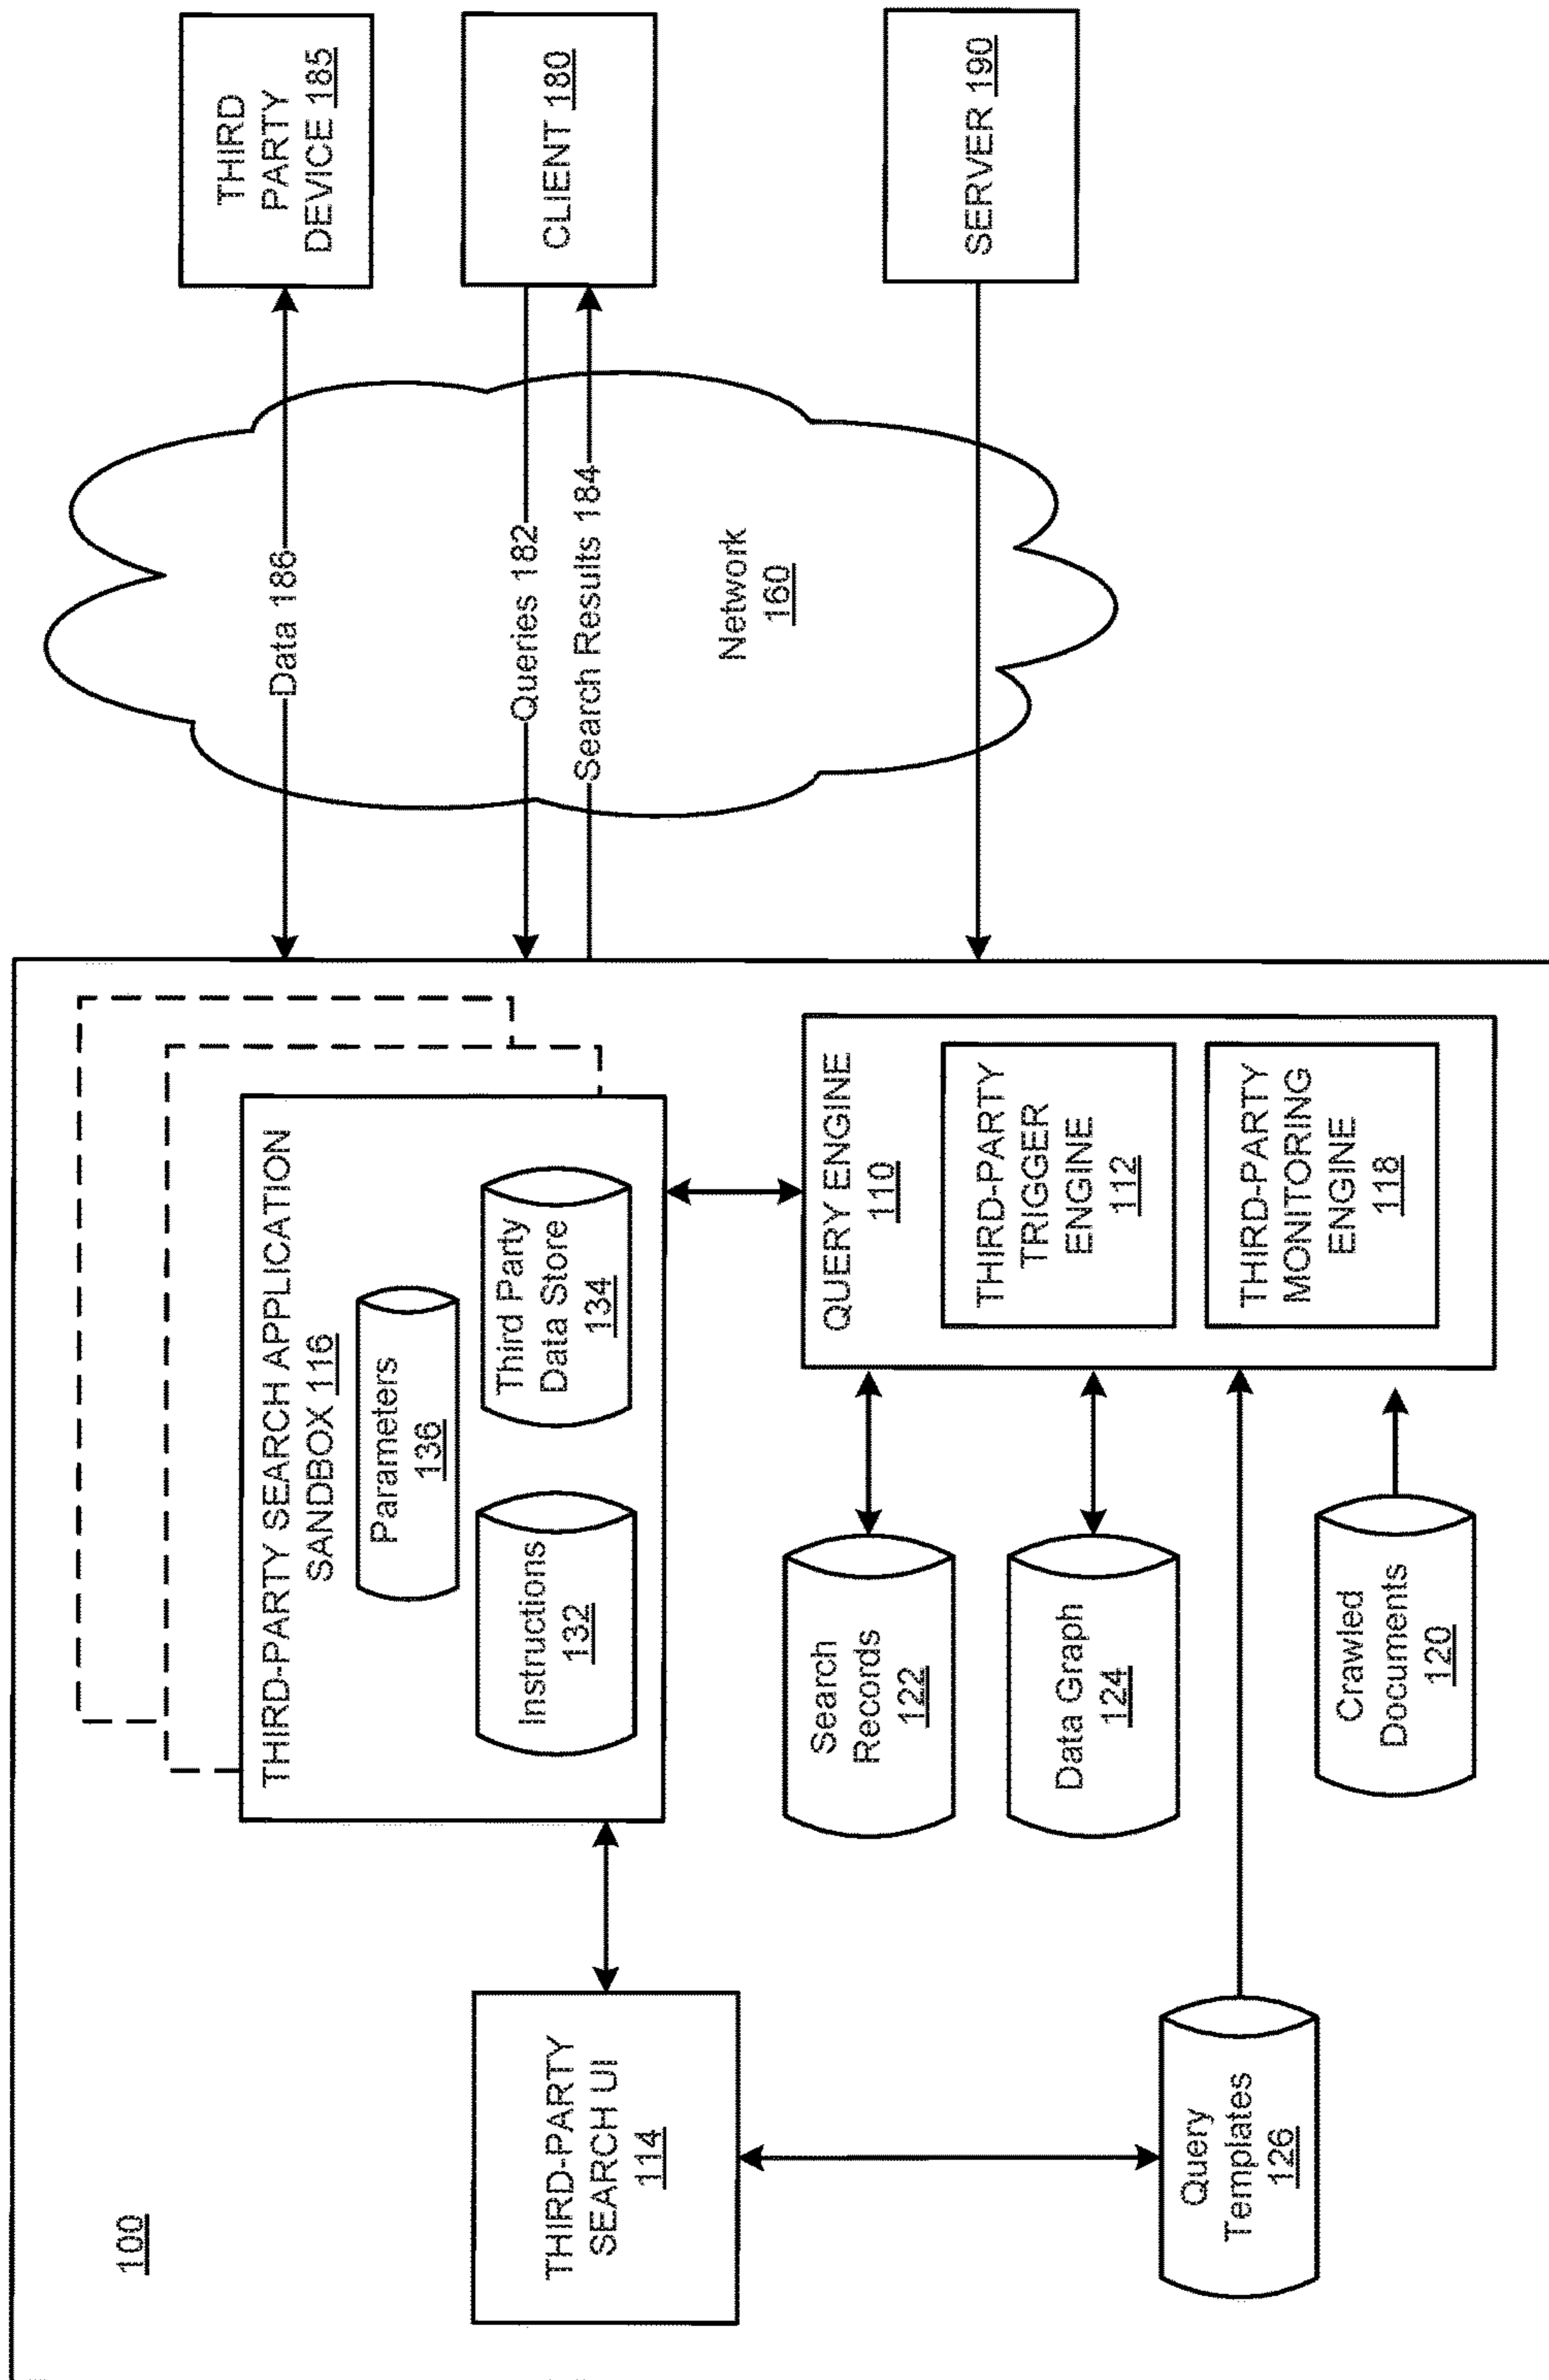 100
THIRD-PARTY
SEARCH UI
114
THIRD-PARTY SEARCH APPLICATION
SANDBOX 116
Parameters
136
Instructions
132
Third Party
Data Store
134
Query
Templates
126
Search
Records
122
Data Graph
124
Crawled
Documents
120
QUERY ENGINE
110
THIRD-PARTY
TRIGGER
ENGINE
112
THIRD-PARTY
MONITORING
ENGINE
118
Data 186
Queries 182
Search Results 184
Network
160
THIRD
PARTY
DEVICE 185
CLIENT 180
SERVER 190